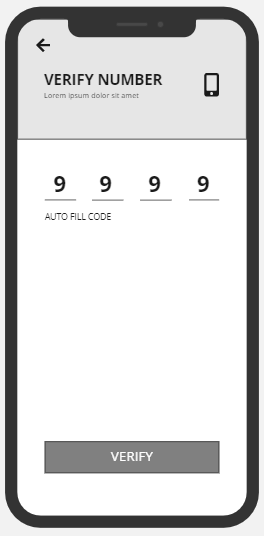 VERIFY NUMBER
Lorem ipsum dolor sit amet
9 9 9 9
AUTO FILL CODE
VERIFY